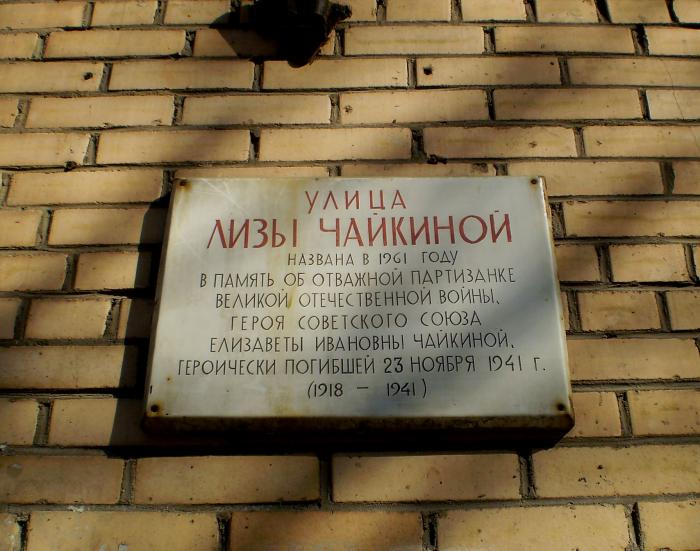 УЛИЦА
ЛИЗЫ ЧАЙКИНОЙ
НАЗВАНА В 1961 ГОДУ
В ПАМЯТЬ ОБ ОТВАЖНОЙ ПАРТИЗАНКЕ
ВЕЛИКОЙ ОТЕЧЕСТВЕННОЙ ВОЙНЫ,
ГЕРОЯ СОВЕТСКОГО СОЮЗА
ЕЛИЗАВЕТЫ ИВАНОВНЫ ЧАЙКИНОЙ,
ГЕРОИЧЕСКИ ПОГИБШЕЙ 23 НОЯБРЯ 1941 Г.
(1918 — 1941)